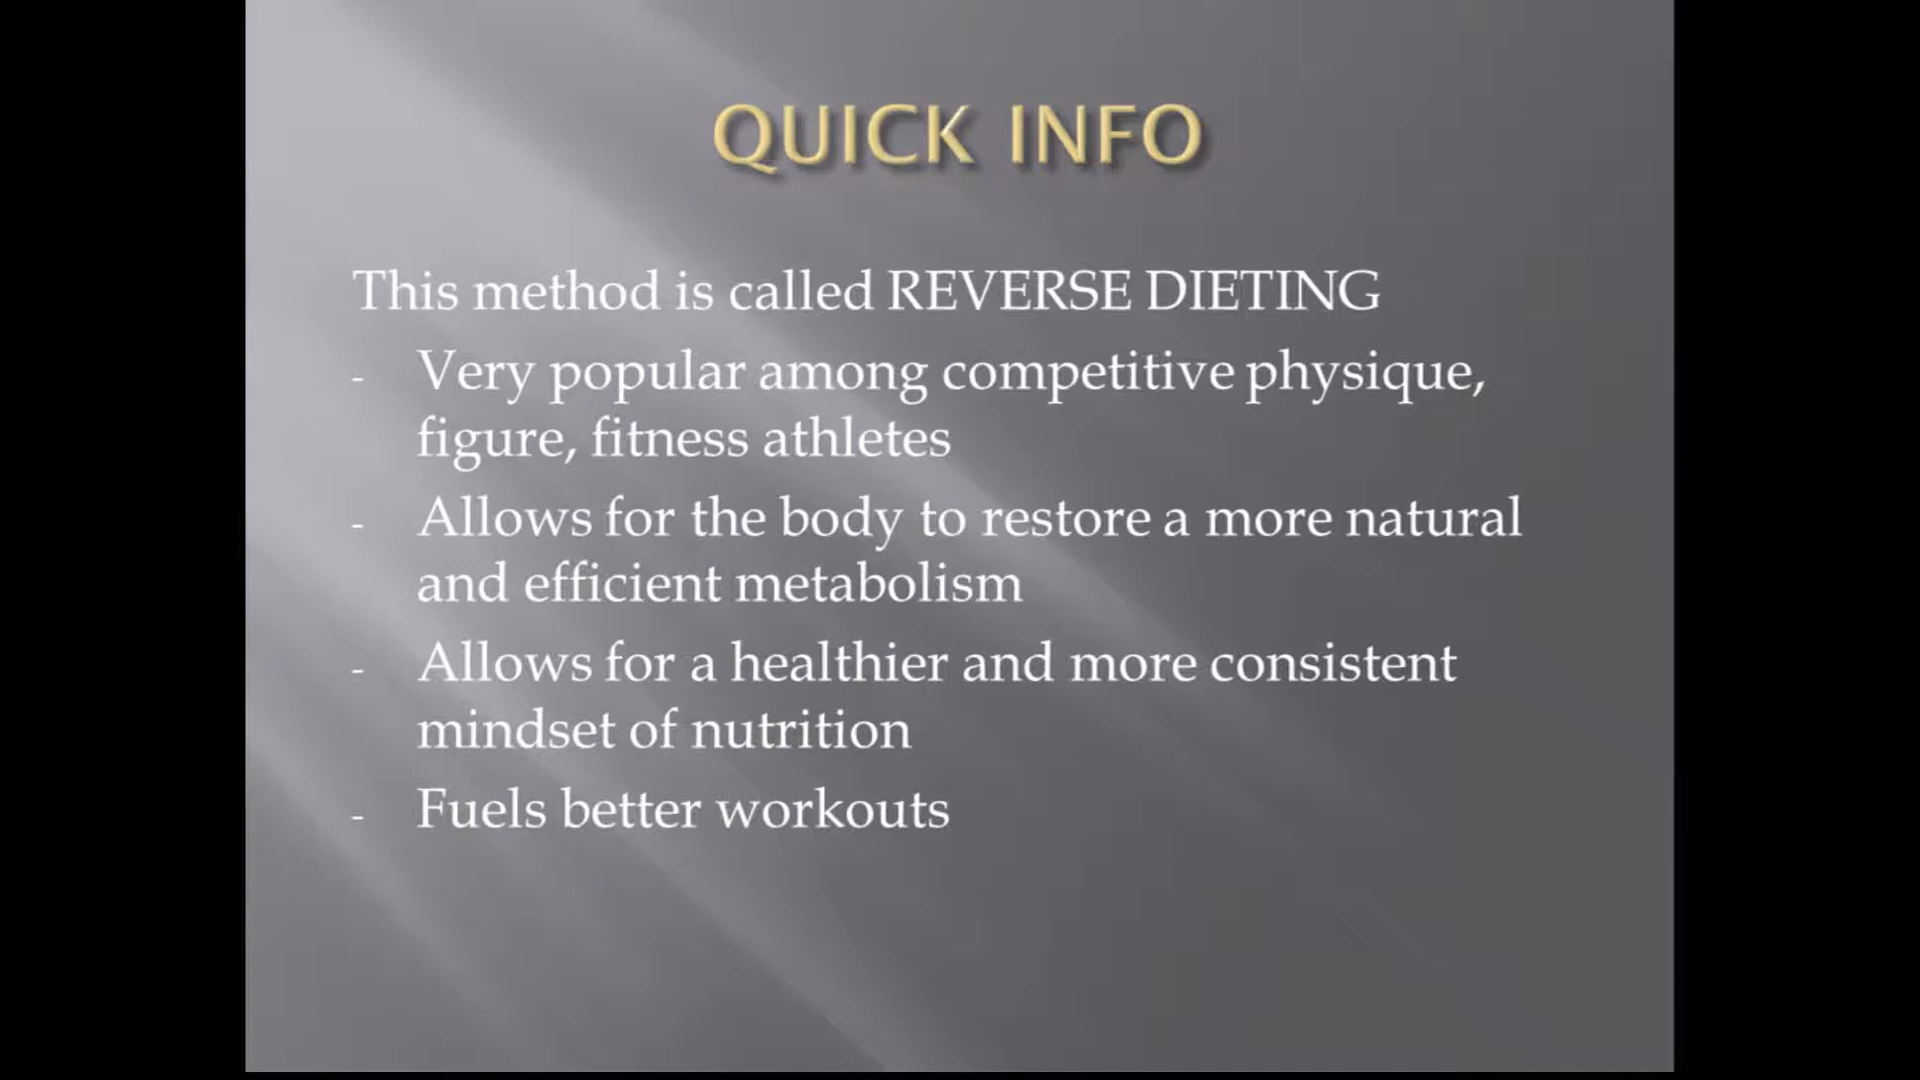 QUICK INFO
This method is called REVERSE DIETING
- Very popular among competitive physique,
figure, fitness athletes
- Allows for the body to restore a more natural
and efficient metabolism
- Allows for a healthier and more consistent
mindset of nutrition
- Fuels better workouts